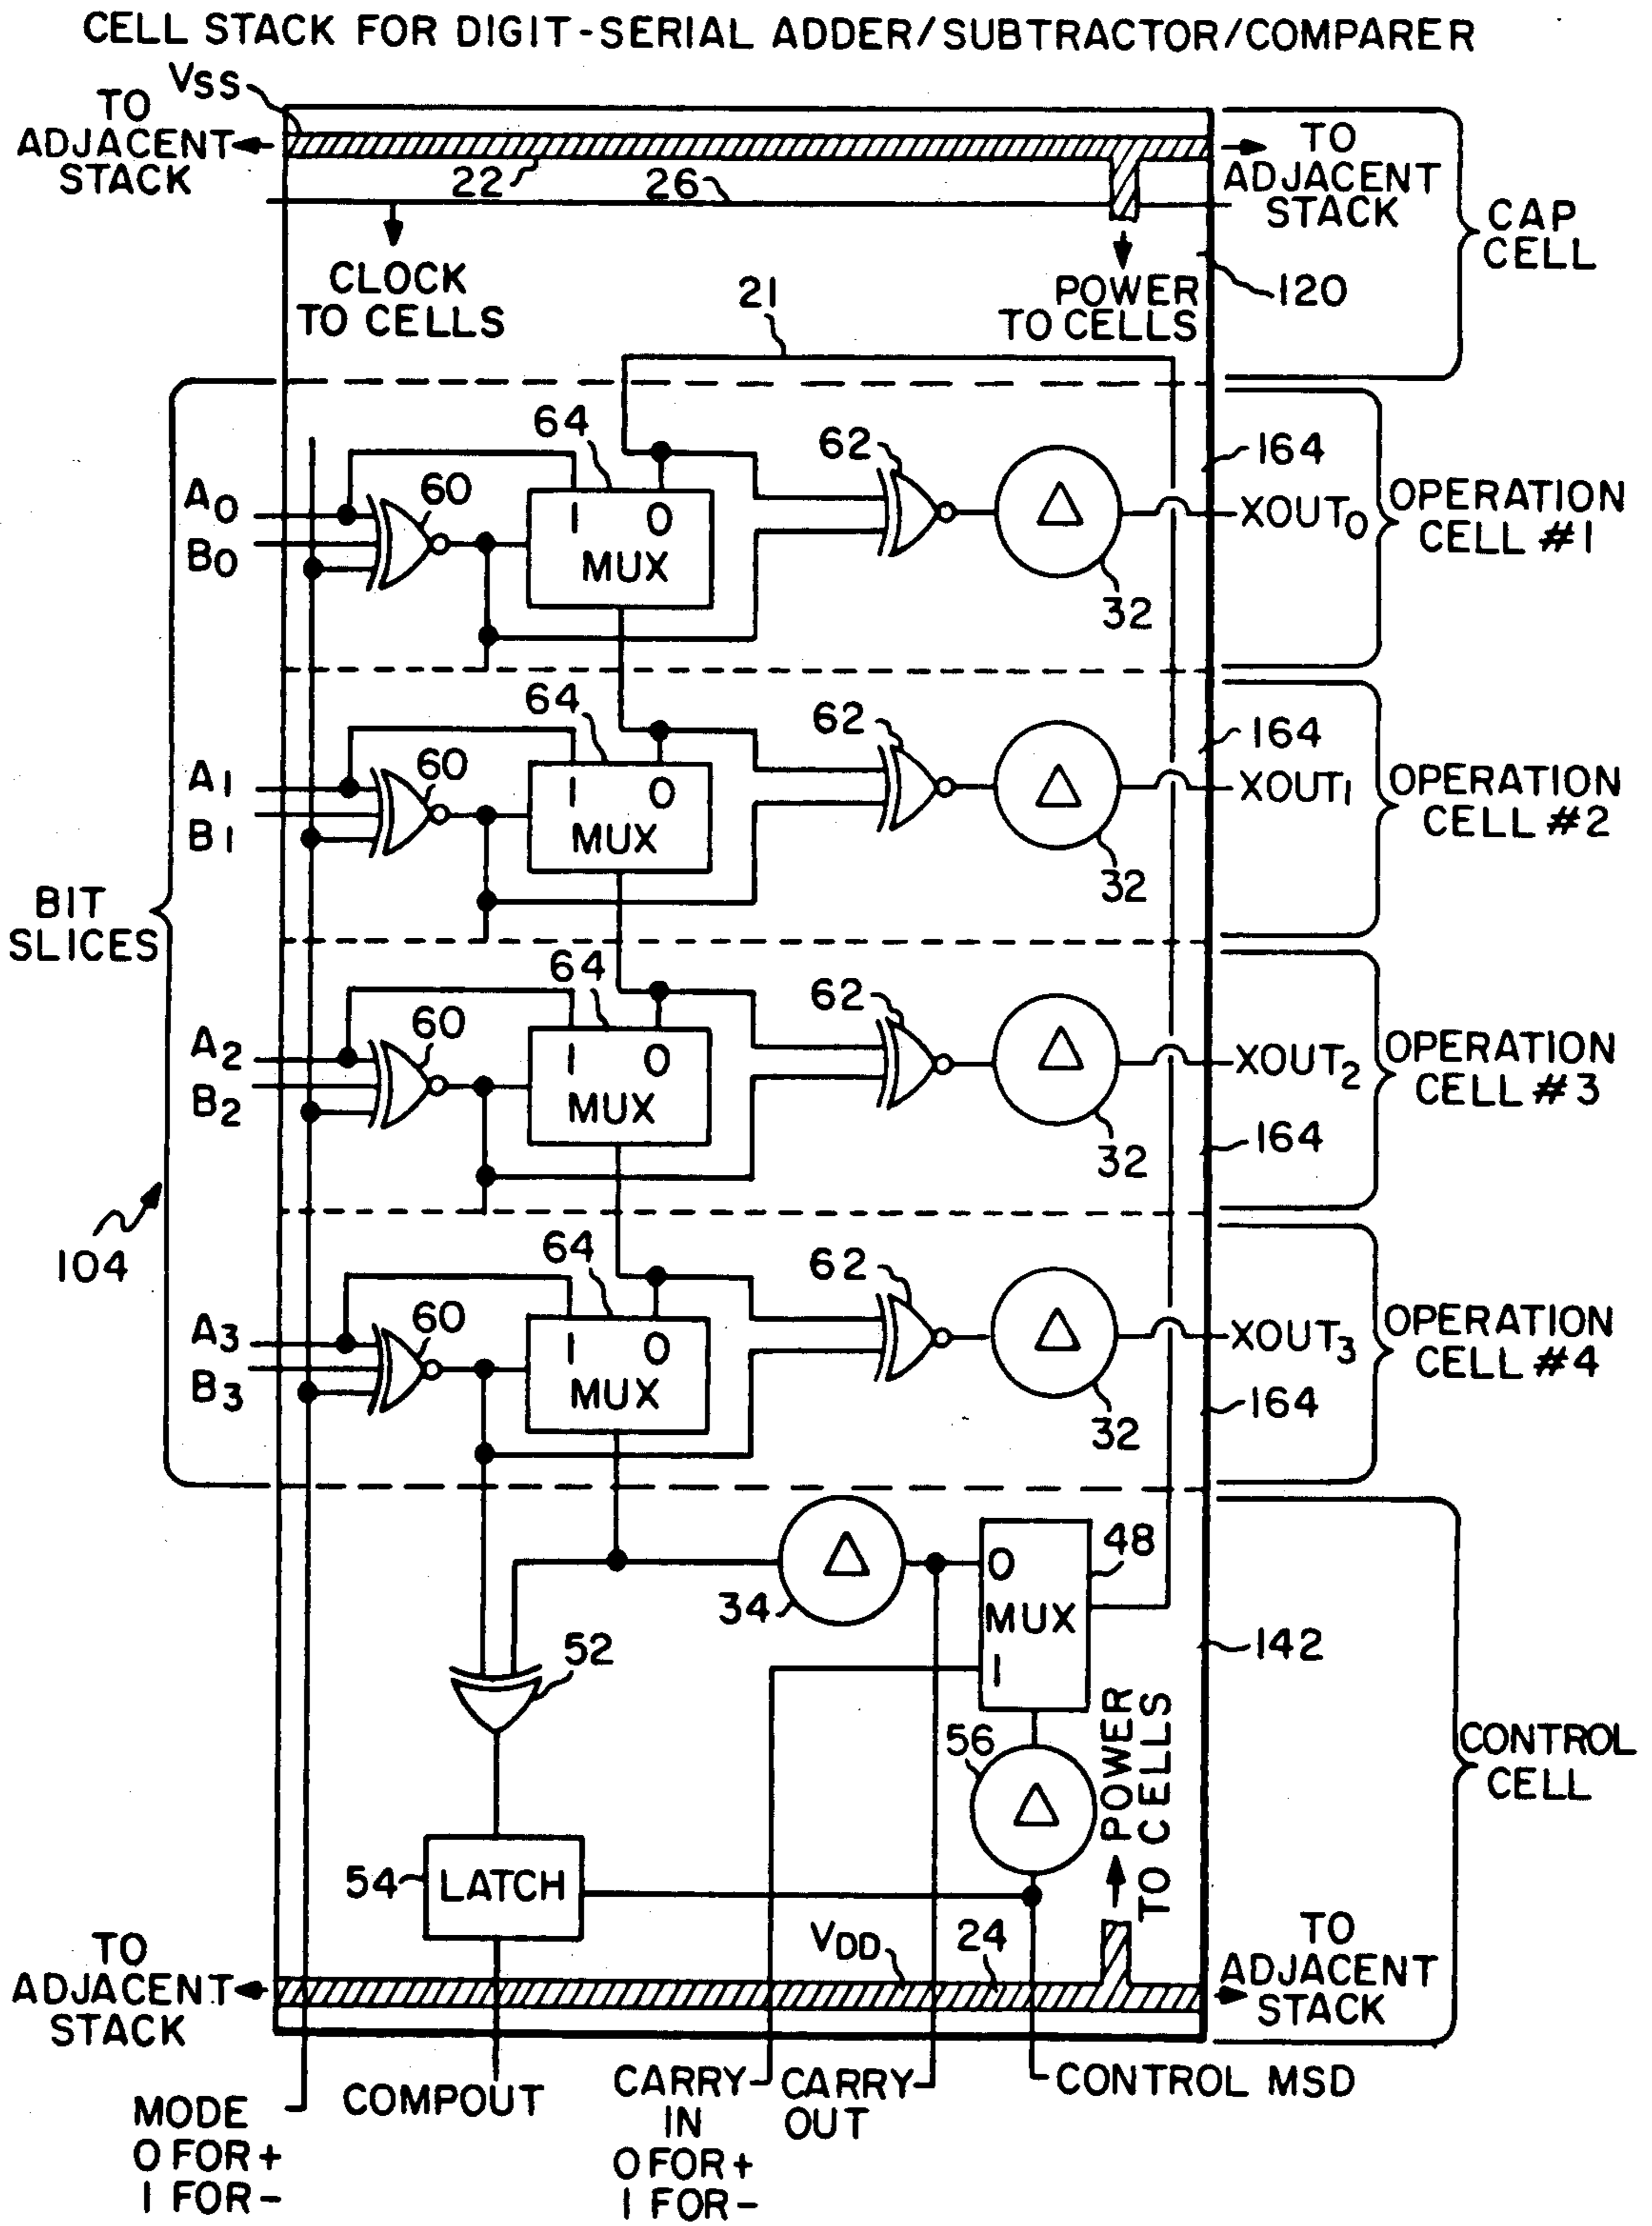 CELL STACK FOR DIGIT-SERIAL ADDER/SUBTRACTOR/COMPARER
VSS
TO
ADJACENT
STACK
22
26
TO
ADJACENT
STACK
CAP
CELL
CLOCK
TO CELLS
21
POWER
TO CELLS
120
64
62
164
A0
60
I 0
XOUT0
OPERATION
CELL #1
B0
MUX
32
64
62
164
A1
60
I 0
XOUT1
OPERATION
CELL #2
B1
MUX
32
BIT
SLICES
64
62
A2
60
I 0
XOUT2
OPERATION
CELL #3
B2
MUX
32
164
104
64
62
A3
60
I 0
XOUT3
OPERATION
CELL #4
B3
MUX
32
164
34
0
MUX
I
48
142
52
56
POWER
TO CELLS
CONTROL
CELL
54
LATCH
VDD
24
TO
ADJACENT
STACK
TO
ADJACENT
STACK
MODE
0 FOR +
1 FOR -
COMPOUT
CARRY
IN
0 FOR +
1 FOR -
CARRY
OUT
CONTROL MSD